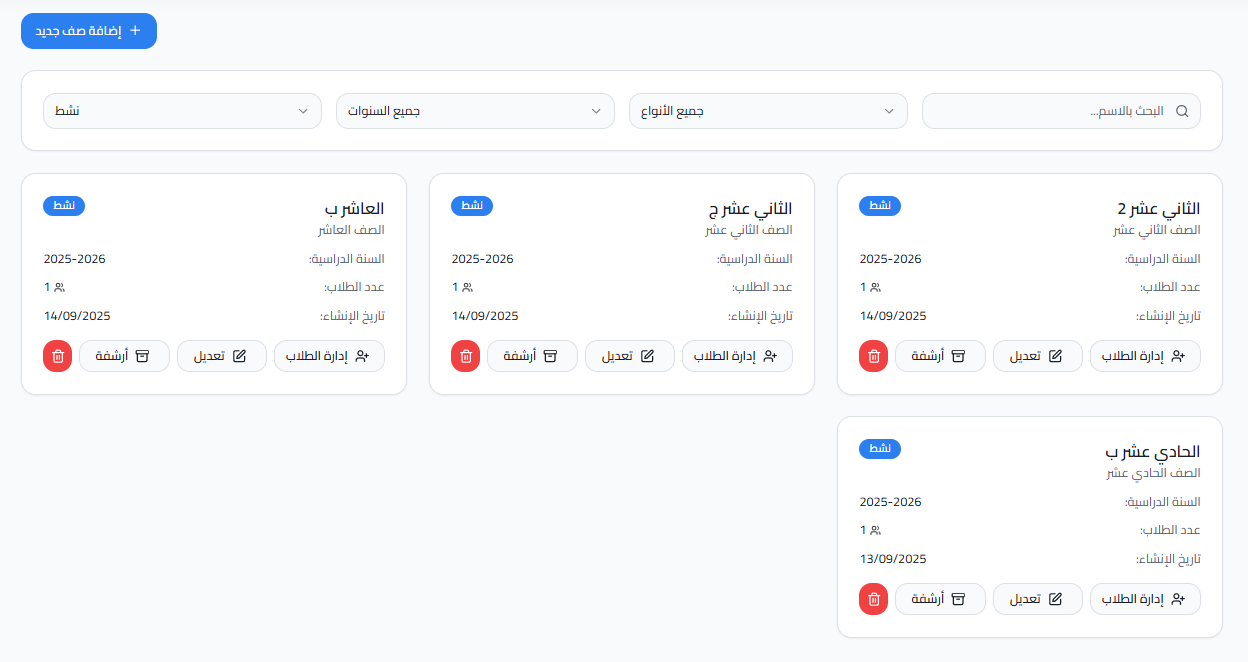 إضافة صف جديد
البحث بالاسم...
جميع الأنواع
جميع السنوات
نشط
الثاني عشر 2
نشط
الصف الثاني عشر
السنة الدراسية:
2025-2026
عدد الطلاب:
1
تاريخ الإنشاء:
14/09/2025
إدارة الطلاب
تعديل
أرشفة
الثاني عشر ج
نشط
الصف الثاني عشر
السنة الدراسية:
2025-2026
عدد الطلاب:
1
تاريخ الإنشاء:
14/09/2025
إدارة الطلاب
تعديل
أرشفة
العاشر ب
نشط
الصف العاشر
السنة الدراسية:
2025-2026
عدد الطلاب:
1
تاريخ الإنشاء:
14/09/2025
إدارة الطلاب
تعديل
أرشفة
الحادي عشر ب
نشط
الصف الحادي عشر
السنة الدراسية:
2025-2026
عدد الطلاب:
1
تاريخ الإنشاء:
13/09/2025
إدارة الطلاب
تعديل
أرشفة